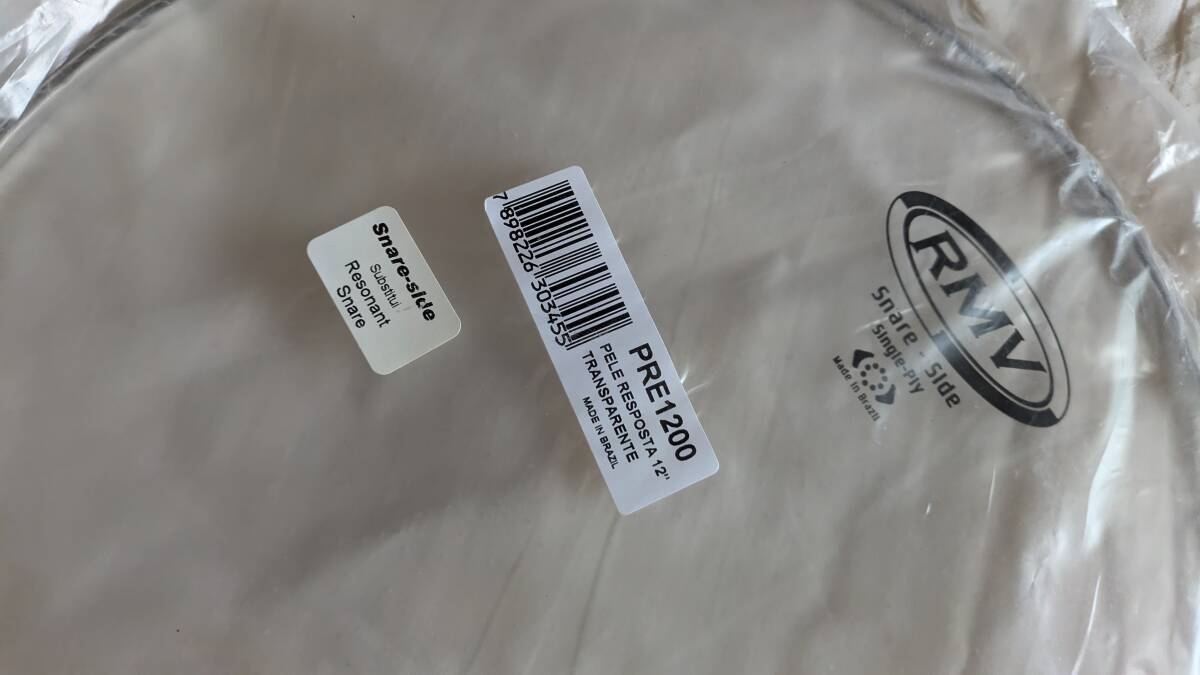 Snare-side
Substitui
Resonant
Snare
7 898226 303455
PRE1200
PELE RESPOSTA 12"
TRANSPARENTE
MADE IN BRAZIL
RMV
Snare - Side
Single-Ply
Made in Brazil